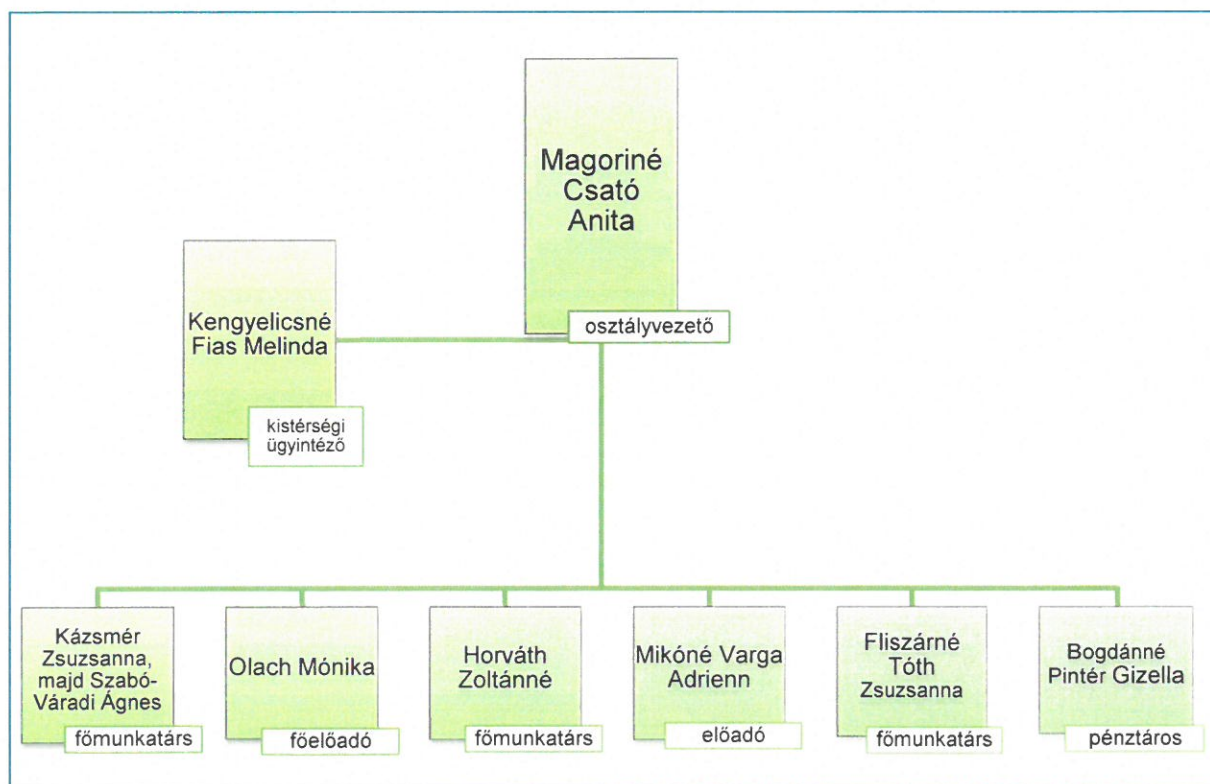 Magoriné
Csató
Anita
osztályvezető
Kengyelicsné
Fias Melinda
kistérségi
ügyintéző
Kázsmér
Zsuzsanna,
majd Szabó-
Váradi Ágnes
főmunkatárs
Olach Mónika
főelőadó
Horváth
Zoltánné
főmunkatárs
Mikóné Varga
Adrienn
előadó
Fliszárné
Tóth
Zsuzsanna
főmunkatárs
Bogdánné
Pintér Gizella
pénztáros